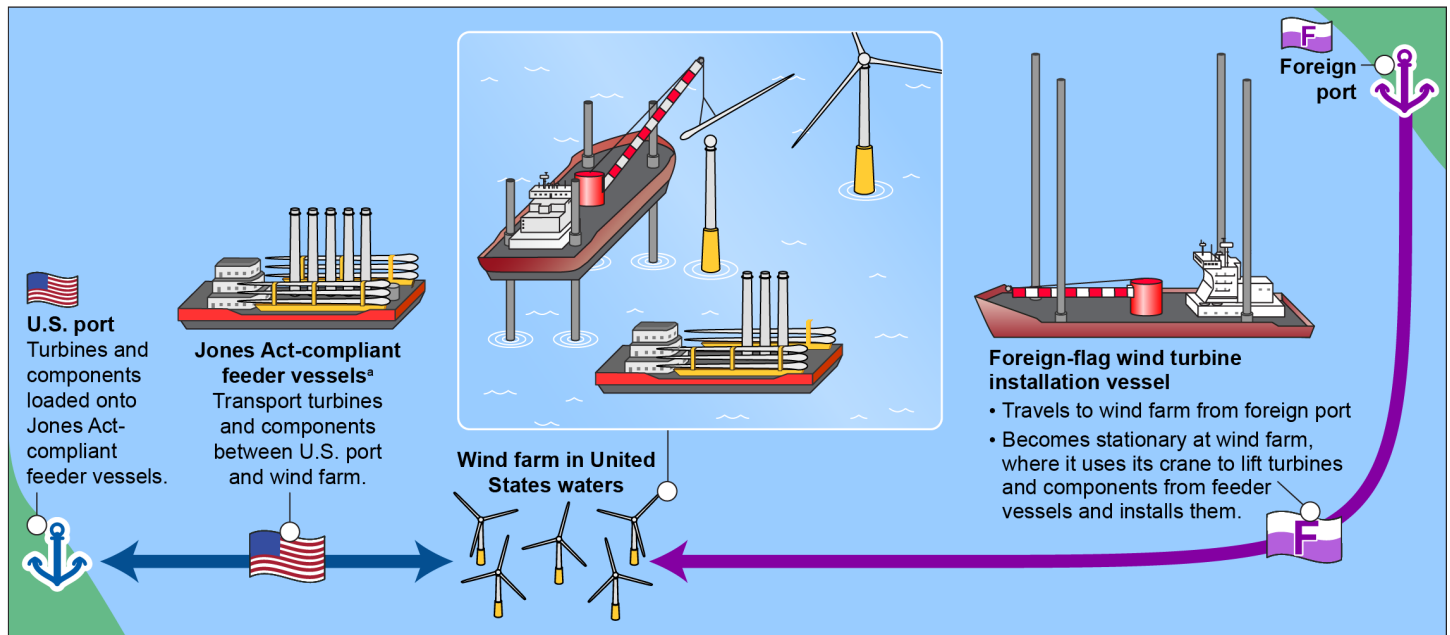 U.S. port
Turbines and
components
loaded onto
Jones Act-
compliant
feeder vessels.
Jones Act-compliant
feeder vesselsᵃ
Transport turbines
and components
between U.S. port
and wind farm.
Wind farm in United
States waters
Foreign-flag wind turbine
installation vessel
• Travels to wind farm from foreign port
• Becomes stationary at wind farm,
where it uses its crane to lift turbines
and components from feeder
vessels and installs them.
F
Foreign
port
F